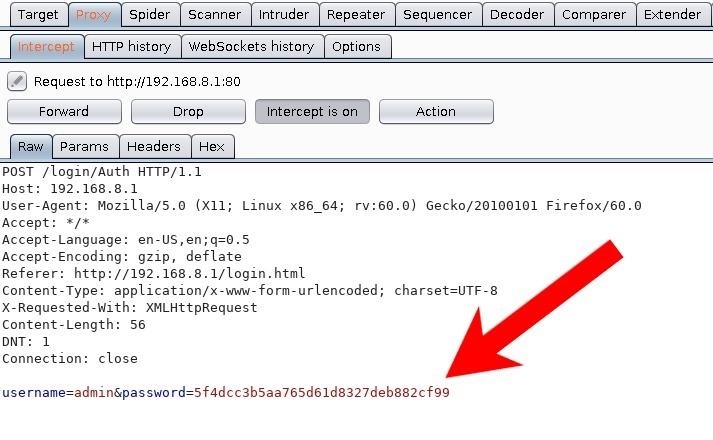 Target Proxy Spider Scanner Intruder Repeater Sequencer Decoder Comparer Extender
Intercept HTTP history WebSockets history Options
Request to http://192.168.8.1:80
Forward Drop Intercept is on Action
Raw Params Headers Hex
POST /login/Auth HTTP/1.1
Host: 192.168.8.1
User-Agent: Mozilla/5.0 (X11; Linux x86_64; rv:60.0) Gecko/20100101 Firefox/60.0
Accept: */*
Accept-Language: en-US,en;q=0.5
Accept-Encoding: gzip, deflate
Referer: http://192.168.8.1/login.html
Content-Type: application/x-www-form-urlencoded; charset=UTF-8
X-Requested-With: XMLHttpRequest
Content-Length: 56
DNT: 1
Connection: close
username=admin&password=5f4dcc3b5aa765d61d8327deb882cf99